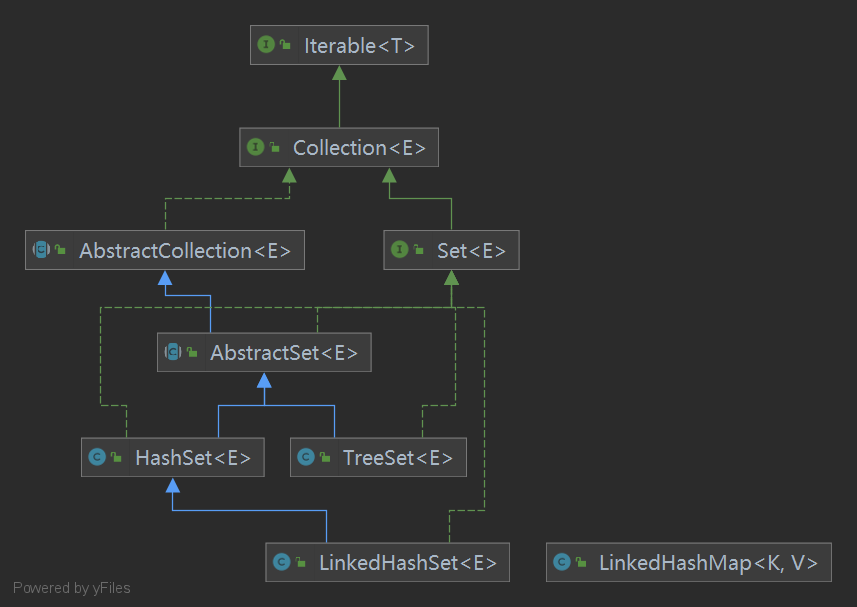 Iterable<T>
Collection<E>
AbstractCollection<E>
Set<E>
AbstractSet<E>
HashSet<E>
TreeSet<E>
LinkedHashSet<E>
LinkedHashMap<K, V>
Powered by yFiles